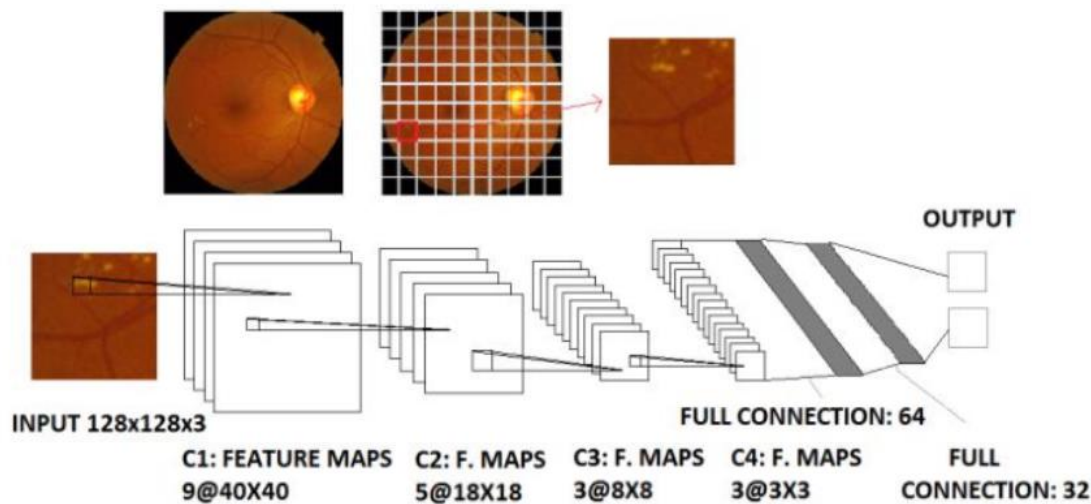 OUTPUT
INPUT 128x128x3
FULL CONNECTION: 64
C1: FEATURE MAPS
9@40X40
C2: F. MAPS
5@18X18
C3: F. MAPS
3@8X8
C4: F. MAPS
3@3X3
FULL
CONNECTION: 32